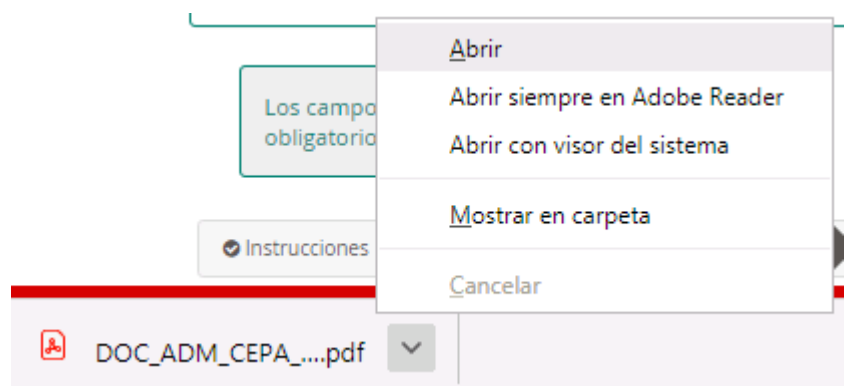 Abrir
Abrir siempre en Adobe Reader
Los campo
obligatorio
Abrir con visor del sistema
Mostrar en carpeta
Instrucciones
Cancelar
DOC_ADM_CEPA_....pdf